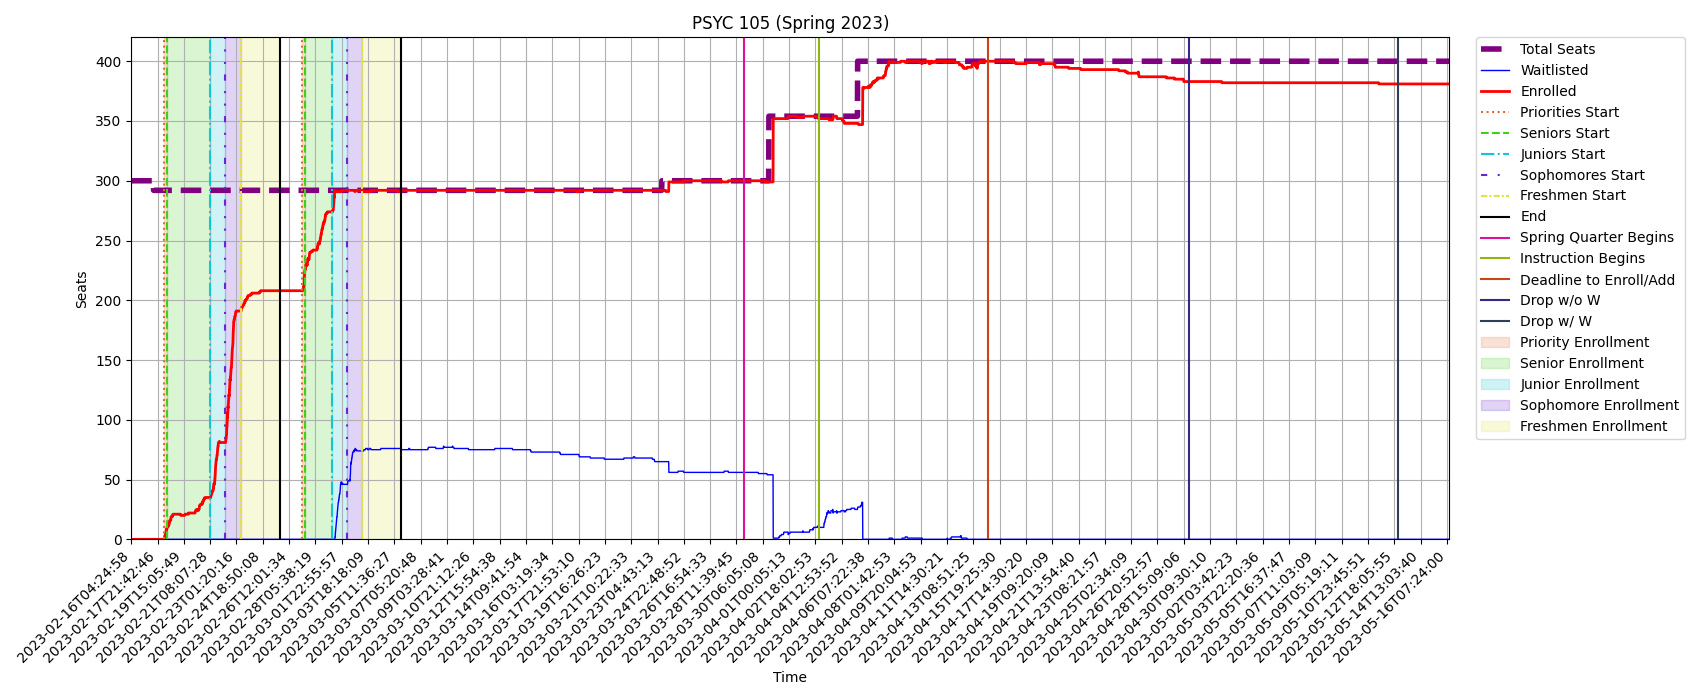 PSYC 105 (Spring 2023)
Seats
400
350
300
250
200
150
100
50
0
2023-02-16T04:24:58
2023-02-17T21:42:46
2023-02-19T15:05:49
2023-02-21T08:07:28
2023-02-23T01:20:16
2023-02-24T18:50:08
2023-02-26T12:01:34
2023-02-28T05:38:19
2023-03-01T22:55:57
2023-03-03T18:18:09
2023-03-05T11:36:27
2023-03-07T05:20:48
2023-03-09T03:28:41
2023-03-10T21:12:26
2023-03-12T15:54:38
2023-03-14T09:41:54
2023-03-16T03:19:34
2023-03-17T21:53:10
2023-03-19T16:26:23
2023-03-21T10:22:33
2023-03-23T04:43:13
2023-03-24T22:48:52
2023-03-26T16:54:33
2023-03-28T11:39:45
2023-03-30T06:05:08
2023-04-01T00:05:13
2023-04-02T18:02:53
2023-04-04T12:53:52
2023-04-06T07:22:38
2023-04-08T01:42:53
2023-04-09T20:04:53
2023-04-11T14:30:21
2023-04-13T08:51:25
2023-04-15T19:25:30
2023-04-17T14:30:20
2023-04-19T09:20:09
2023-04-21T13:54:40
2023-04-23T08:21:57
2023-04-25T02:34:09
2023-04-26T20:52:57
2023-04-28T15:09:06
2023-04-30T09:30:10
2023-05-02T03:42:23
2023-05-03T22:20:36
2023-05-05T16:37:47
2023-05-07T11:03:09
2023-05-09T05:19:11
2023-05-10T23:45:51
2023-05-12T18:05:55
2023-05-14T13:03:40
2023-05-16T07:24:00
Time
Total Seats
Waitlisted
Enrolled
Priorities Start
Seniors Start
Juniors Start
Sophomores Start
Freshmen Start
End
Spring Quarter Begins
Instruction Begins
Deadline to Enroll/Add
Drop w/o W
Drop w/ W
Priority Enrollment
Senior Enrollment
Junior Enrollment
Sophomore Enrollment
Freshmen Enrollment